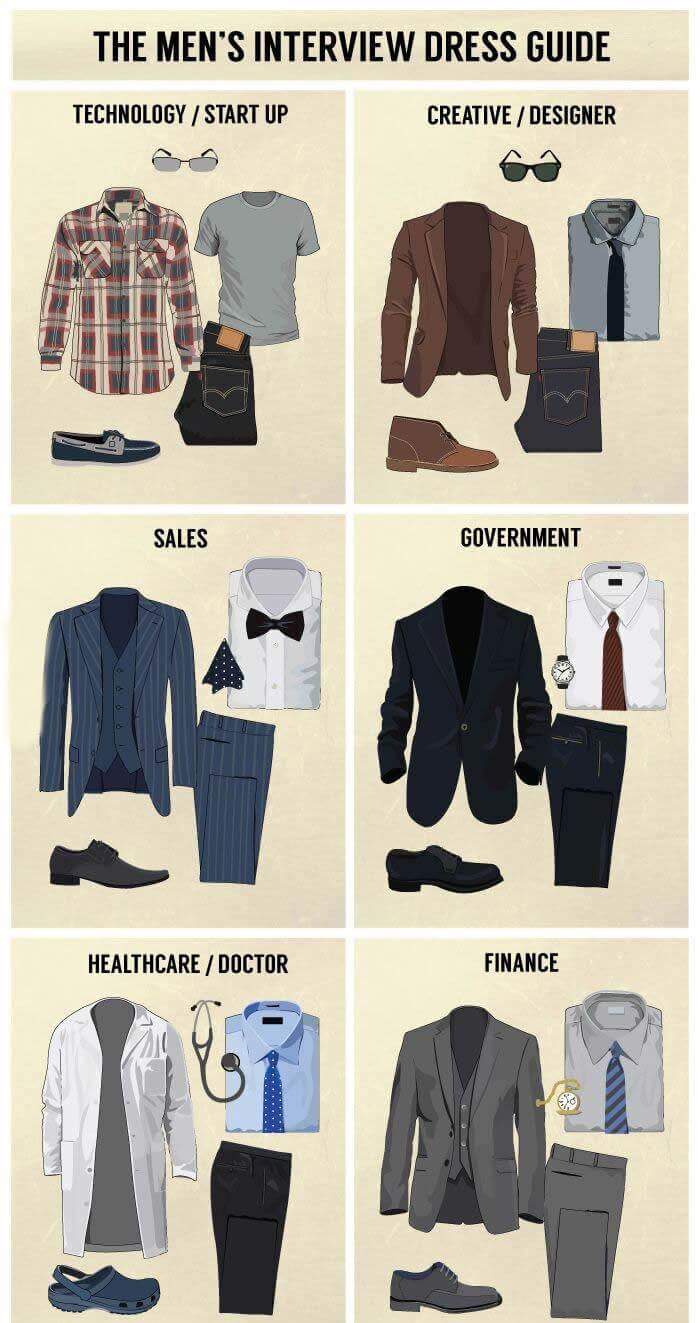 THE MEN'S INTERVIEW DRESS GUIDE
TECHNOLOGY / START UP
CREATIVE / DESIGNER
SALES
GOVERNMENT
HEALTHCARE / DOCTOR
FINANCE